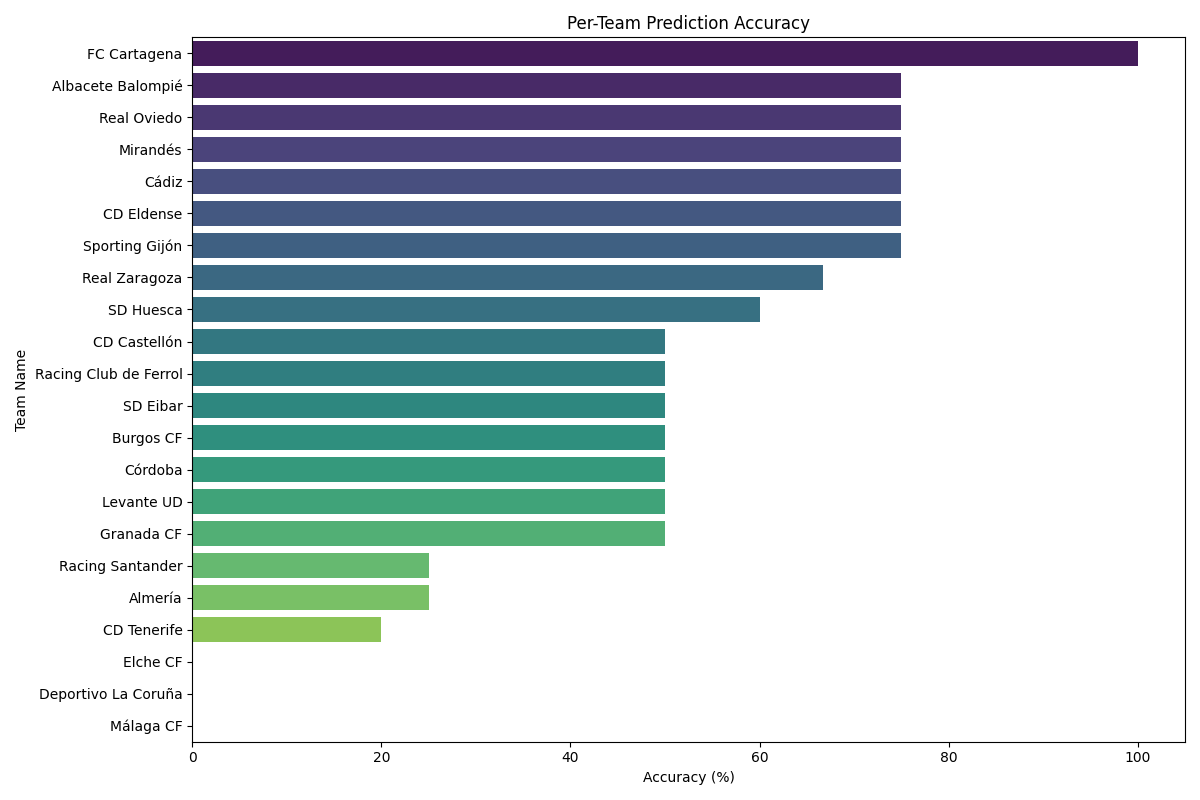 Per-Team Prediction Accuracy
Team Name
FC Cartagena
Albacete Balompié
Real Oviedo
Mirandés
Cádiz
CD Eldense
Sporting Gijón
Real Zaragoza
SD Huesca
CD Castellón
Racing Club de Ferrol
SD Eibar
Burgos CF
Córdoba
Levante UD
Granada CF
Racing Santander
Almería
CD Tenerife
Elche CF
Deportivo La Coruña
Málaga CF
0 20 40 60 80 100
Accuracy (%)